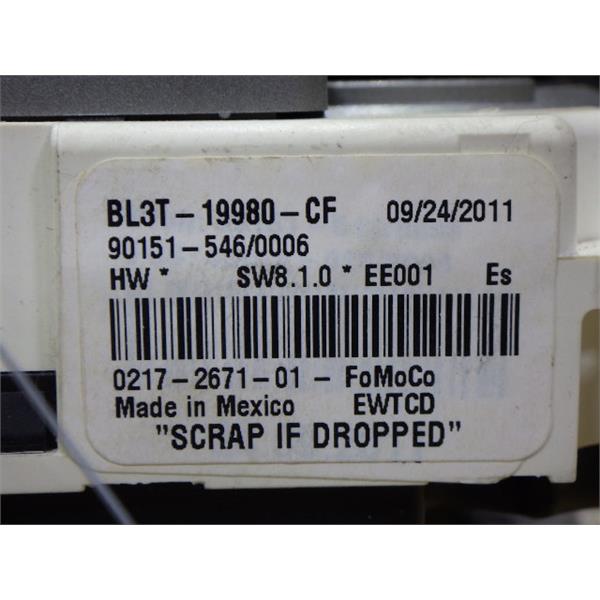 BL3T-19980-CF 09/24/2011
90151-546/0006
HW * SW8.1.0 * EE001 Es
0217-2671-01 - FoMoCo
Made in Mexico EWTCD
"SCRAP IF DROPPED"